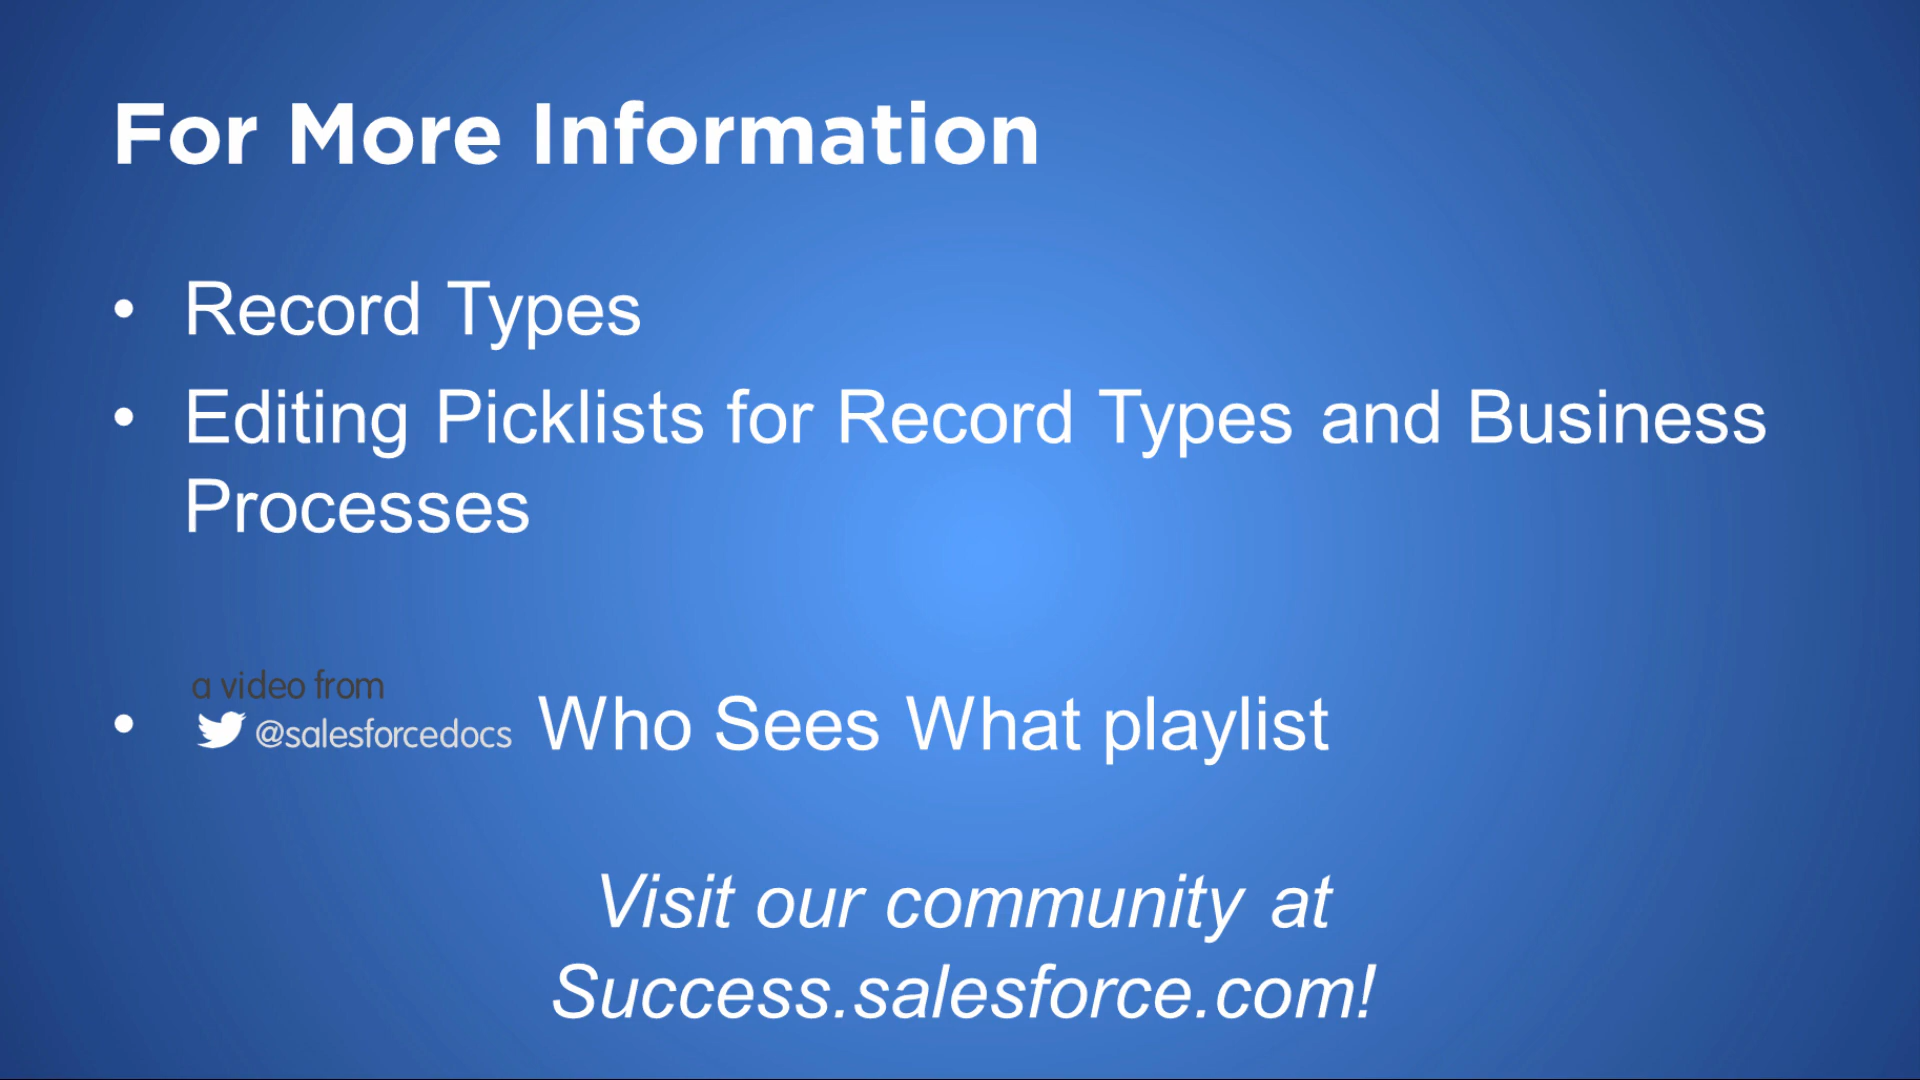 For More Information
• Record Types
• Editing Picklists for Record Types and Business
Processes
a video from
• @salesforcedocs Who Sees What playlist
Visit our community at
Success.salesforce.com!